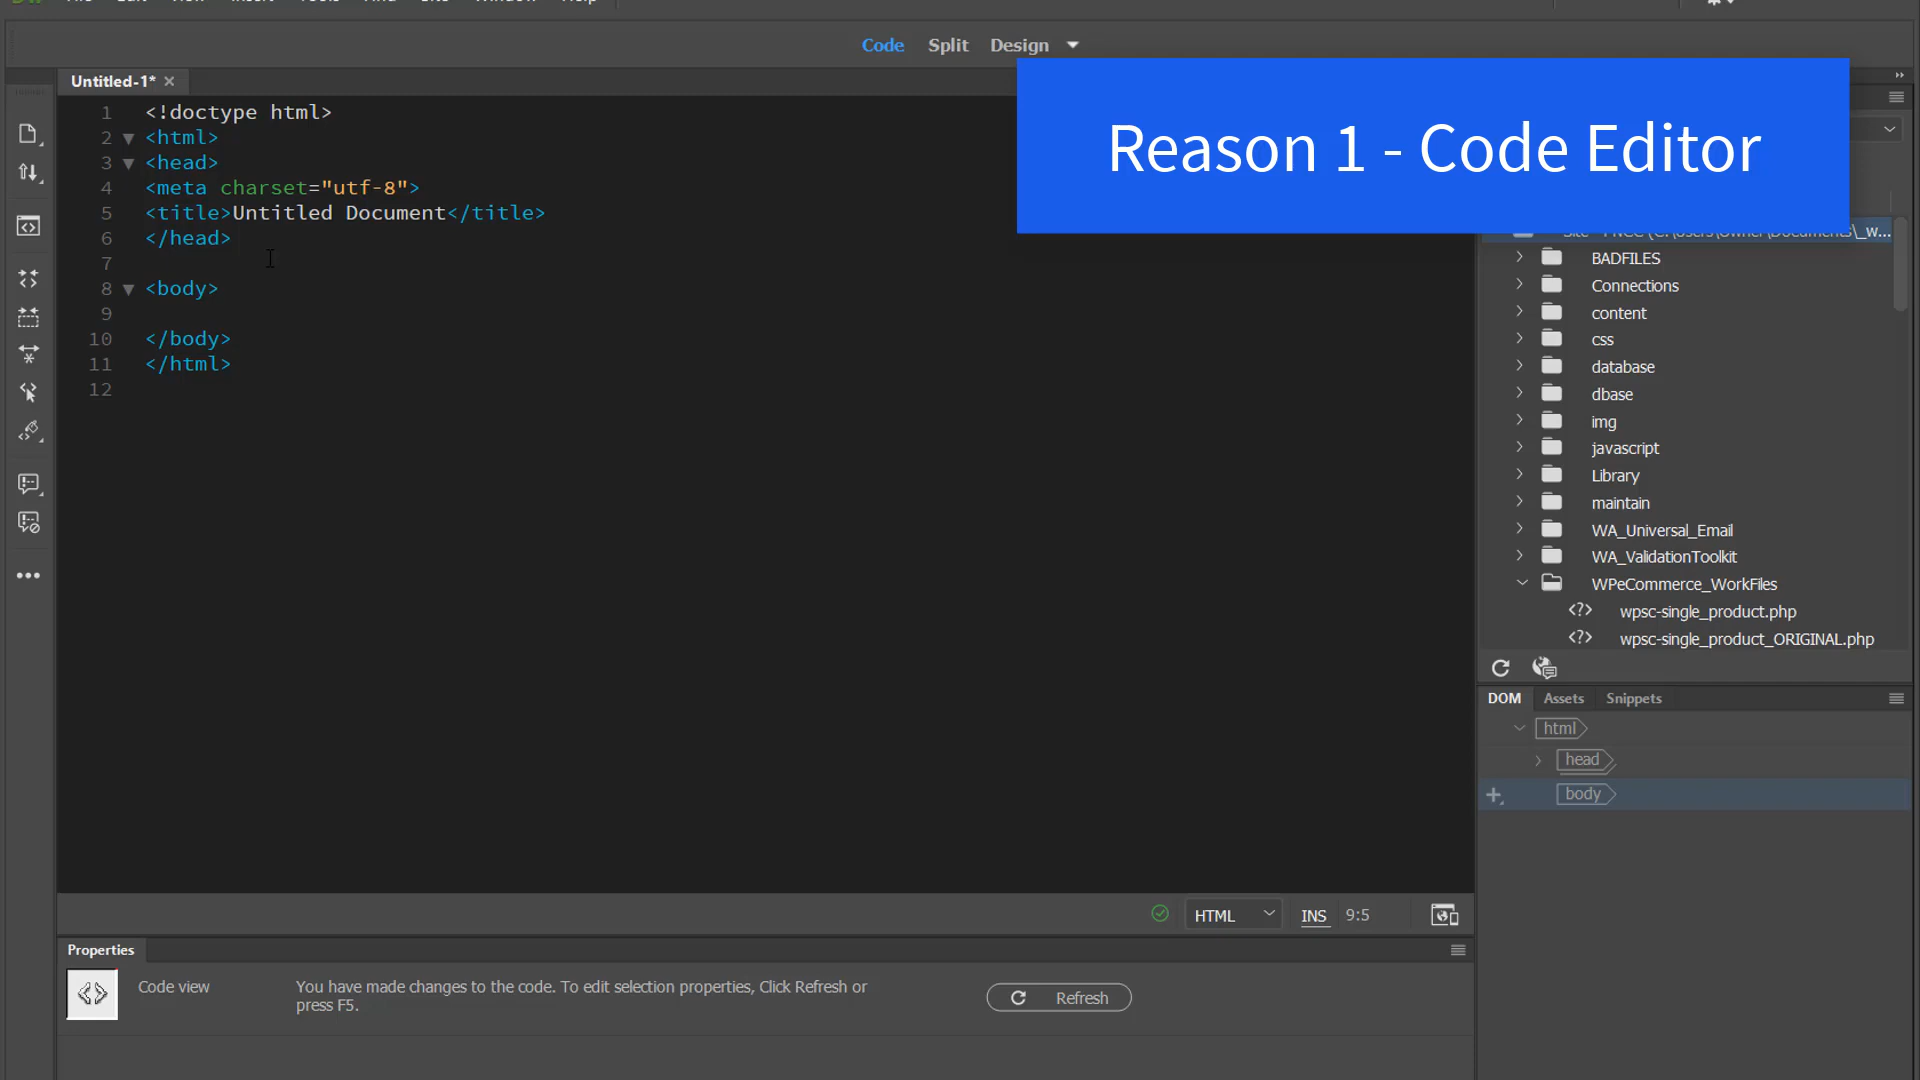 Code Split Design
Untitled-1*
Reason 1 - Code Editor
1 <!doctype html>
2 <html>
3 <head>
4 <meta charset="utf-8">
5 <title>Untitled Document</title>
6 </head>
7
8 <body>
9
10 </body>
11 </html>
12
BADFILES
Connections
content
css
database
dbase
img
javascript
Library
maintain
WA_Universal_Email
WA_ValidationToolkit
WPeCommerce_WorkFiles
wpsc-single_product.php
wpsc-single_product_ORIGINAL.php
DOM Assets Snippets
html
head
body
HTML INS 9:5
Properties
Code view
You have made changes to the code. To edit selection properties, Click Refresh or
press F5.
Refresh